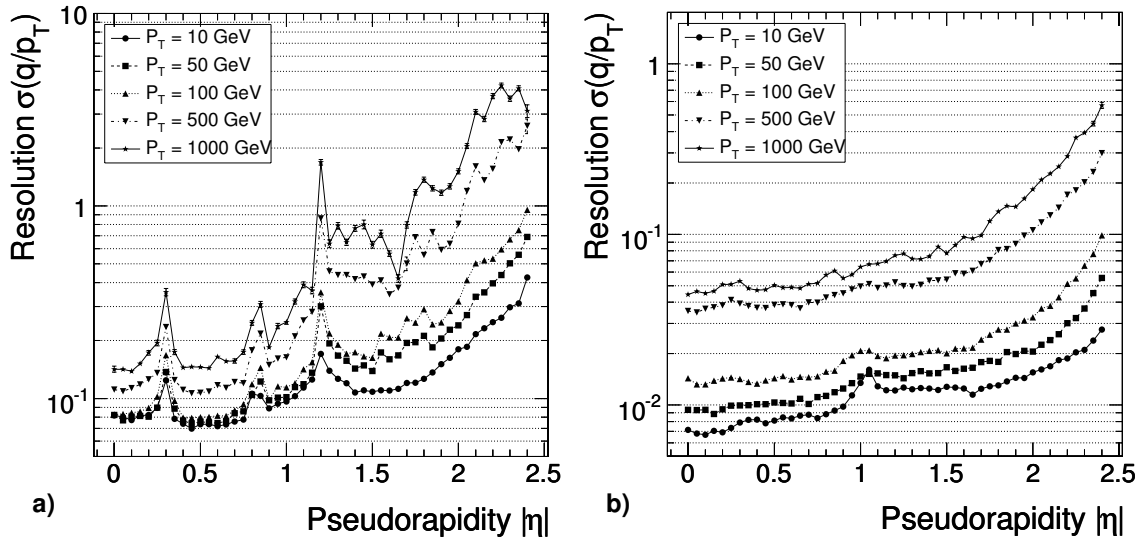 Resolution σ(q/pT)
10
1
10-1
P_T = 10 GeV
P_T = 50 GeV
P_T = 100 GeV
P_T = 500 GeV
P_T = 1000 GeV
0 0.5 1 1.5 2 2.5
Pseudorapidity |η|
a)
Resolution σ(q/pT)
1
10-1
10-2
P_T = 10 GeV
P_T = 50 GeV
P_T = 100 GeV
P_T = 500 GeV
P_T = 1000 GeV
0 0.5 1 1.5 2 2.5
Pseudorapidity |η|
b)